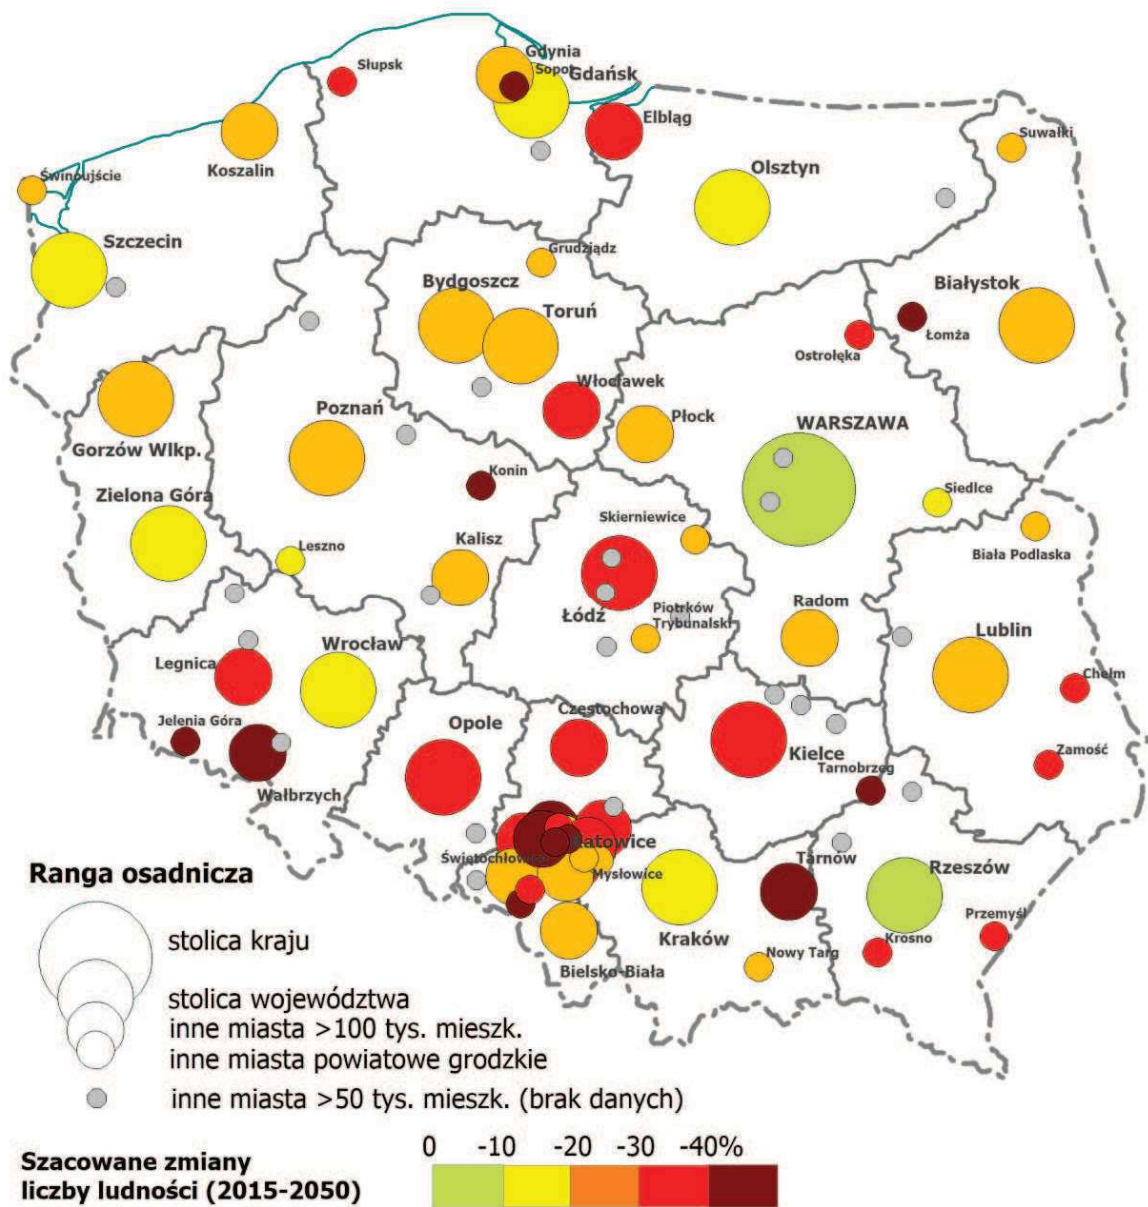 Gdynia
Słupsk
Sopot
Gdańsk
Elbląg
Suwałki
Koszalin
Olsztyn
Świnoujście
Szczecin
Grudziądz
Bydgoszcz
Białystok
Toruń
Łomża
Ostrołęka
Włocławek
Poznań
Płock
WARSZAWA
Gorzów Wlkp.
Konin
Siedlce
Zielona Góra
Skierniewice
Leszno
Kalisz
Biała Podlaska
Radom
Piotrków
Trybunalski
Łódź
Lublin
Wrocław
Legnica
Chełm
Częstochowa
Jelenia Góra
Opole
Kielce
Zamość
Tarnobrzeg
Wałbrzych
Katowice
Świętochłowice
Tarnów
Rzeszów
Mysłowice
Przemyśl
Kraków
Krosno
Nowy Targ
Bielsko-Biała
Ranga osadnicza
stolica kraju
stolica województwa
inne miasta >100 tys. mieszk.
inne miasta powiatowe grodzkie
inne miasta >50 tys. mieszk. (brak danych)
0 -10 -20 -30 -40%
Szacowane zmiany
liczby ludności (2015-2050)